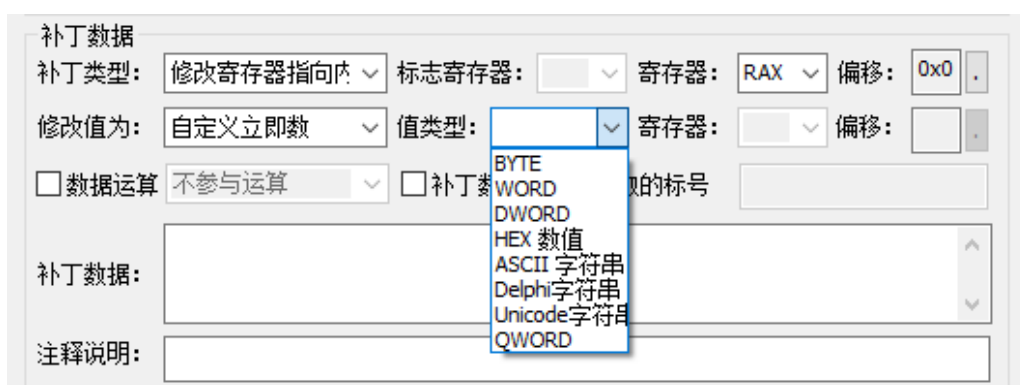 补丁数据
补丁类型: 修改寄存器指向内 标志寄存器: 寄存器: RAX 偏移: 0x0 .
修改值为: 自定义立即数 值类型: 寄存器: 偏移: .
数据运算 不参与运算 补丁数 的标号
BYTE
WORD
DWORD
HEX 数值
ASCII 字符串
Delphi字符串
Unicode字符串
QWORD
补丁数据:
注释说明: